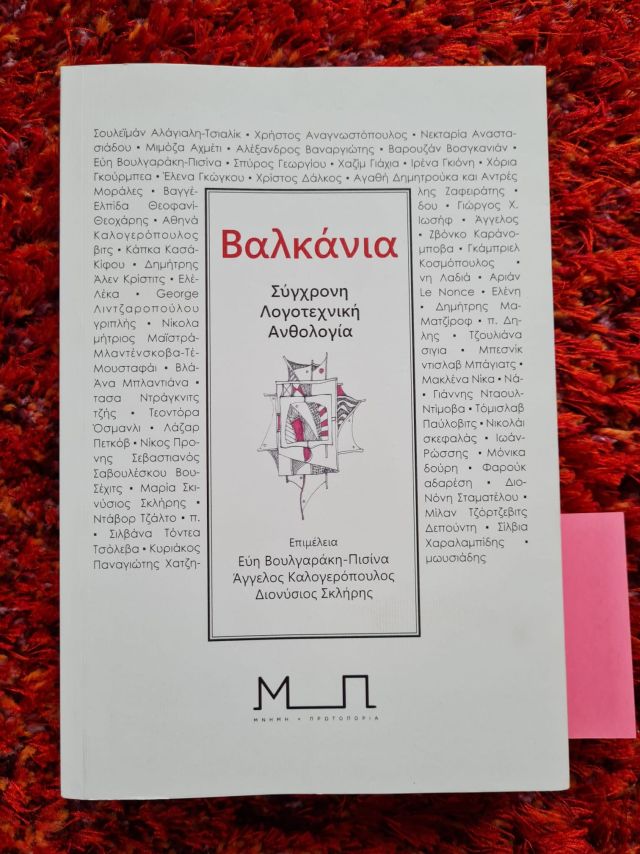 Σουλεϊμάν Αλάγιαλη-Τσιαλίκ • Χρήστος Αναγνωστόπουλος • Νεκταρία Αναστα-
σιάδου • Μιμόζα Αχμέτι • Αλέξανδρος Βαναργιώτης • Βαρουζάν Βοσγκανιάν •
Εύη Βουλγαράκη-Πισίνα • Σπύρος Γεωργίου • Χαζίμ Γιάχια • Ιρένα Γκιόνη • Χόρια
Γκούρμπεα • Έλενα Γκώγκου • Χρίστος Δάλκος • Αγαθή Δημητρούκα και Αντρές
Μοράλες • Βαγγέ- λης Ζαφειράτης •
Ελπίδα Θεοφανί- δου • Γιώργος Χ.
Θεοχάρης • Αθηνά Ιωσήφ • Άγγελος
Καλογερόπουλος • Ζβόνκο Καράνο-
βιτς • Κάπκα Κασά- μποβα • Γκάμπριελ
Κίφου • Δημήτρης Κοσμόπουλος •
Άλεν Κρίστιτς • Ελέ- νη Λαδιά • Αριάν
Λέκα • George Le Nonce • Ελένη
Λιντζαροπούλου • Δημήτρης Μα-
γριπλής • Νίκολα Ματζίροφ • π. Δη-
μήτριος Μαϊστρά- λης • Τζουλιάνα
Μλαντένσκοβα-Τέ- σιγια • Μπεσνίκ
Μουσταφάι • Βλά- ντισλαβ Μπάγιατς •
Άνα Μπλαντιάνα • Μακλένα Νίκα • Νά-
τασα Ντράγκνιτς • Γιάννης Νταουλ-
τζής • Τεοντόρα Ντίμοβα • Τόμισλαβ
Όσμανλι • Λάζαρ Παύλοβιτς • Νικολάι
Πετκόβ • Νίκος Προ- σκεφαλάς • Ιωάν-
νης Σεβαστιανός Ρώσσης • Μόνικα
Σαβουλέσκου Βου- δούρη • Φαρούκ
Σέχιτς • Μαρία Σκι- αδαρέση • Διο-
νύσιος Σκλήρης • Νόνη Σταματέλου •
Ντάβορ Τζάλτο • π. Μίλαν Τζόρτζεβιτς
• Σιλβάνα Τόντεα Δεπούντη • Σίλβια
Τσόλεβα • Κυριάκος Χαραλαμπίδης •
Παναγιώτης Χατζη- μωυσιάδης
Βαλκάνια
Σύγχρονη
Λογοτεχνική
Ανθολογία
Επιμέλεια
Εύη Βουλγαράκη-Πισίνα
Άγγελος Καλογερόπουλος
Διονύσιος Σκλήρης
Μ Π
ΜΝΗΜΗ + ΠΡΩΤΟΠΟΡΙΑ